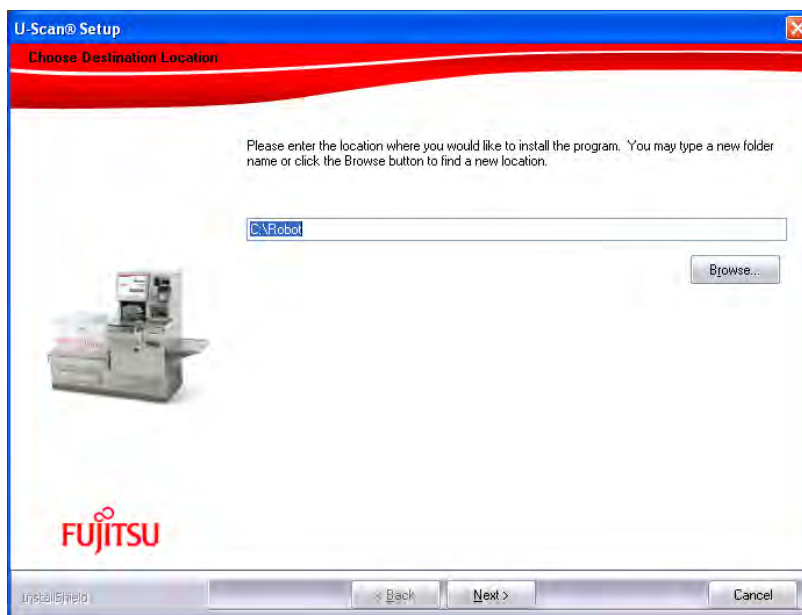 U-Scan® Setup
Choose Destination Location
Please enter the location where you would like to install the program. You may type a new folder
name or click the Browse button to find a new location.
C:\Robot
Browse...
FUJITSU
InstallShield
< Back
Next >
Cancel